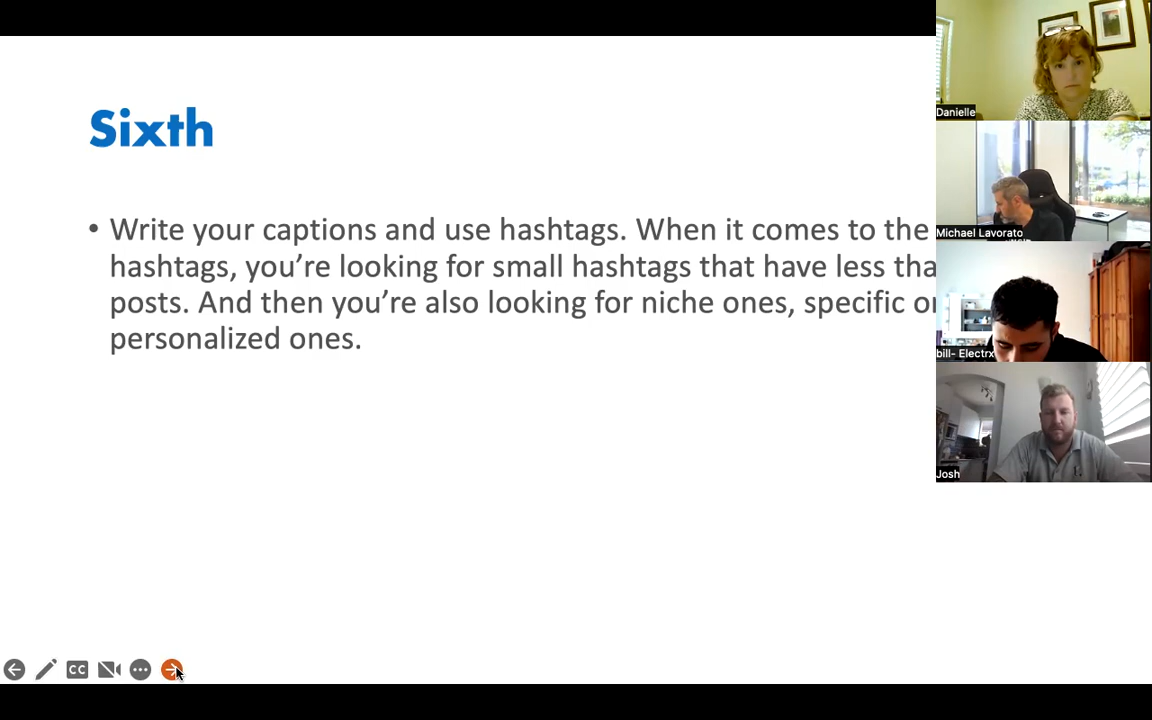 Sixth
• Write your captions and use hashtags. When it comes to the
hashtags, you’re looking for small hashtags that have less
posts. And then you’re also looking for niche ones, specific
personalized ones.
Danielle
Michael Lavorato
bill- Electrx
Josh
CC